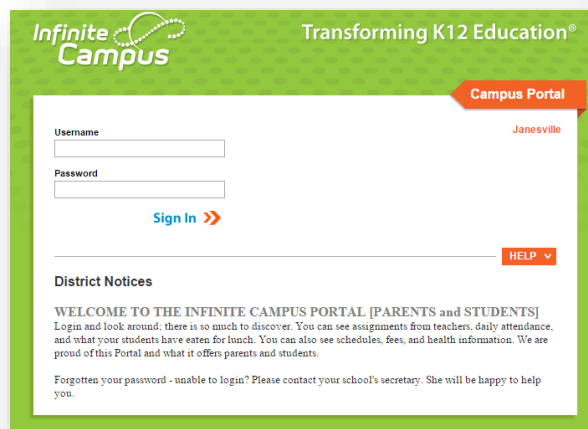 Infinite Campus
Transforming K12 Education®
Campus Portal
Janesville
Username
Password
Sign In
HELP
District Notices
WELCOME TO THE INFINITE CAMPUS PORTAL [PARENTS and STUDENTS]
Login and look around; there is so much to discover. You can see assignments from teachers, daily attendance,
and what your students have eaten for lunch. You can also see schedules, fees, and health information. We are
proud of this Portal and what it offers parents and students.
Forgotten your password - unable to login? Please contact your school's secretary. She will be happy to help
you.